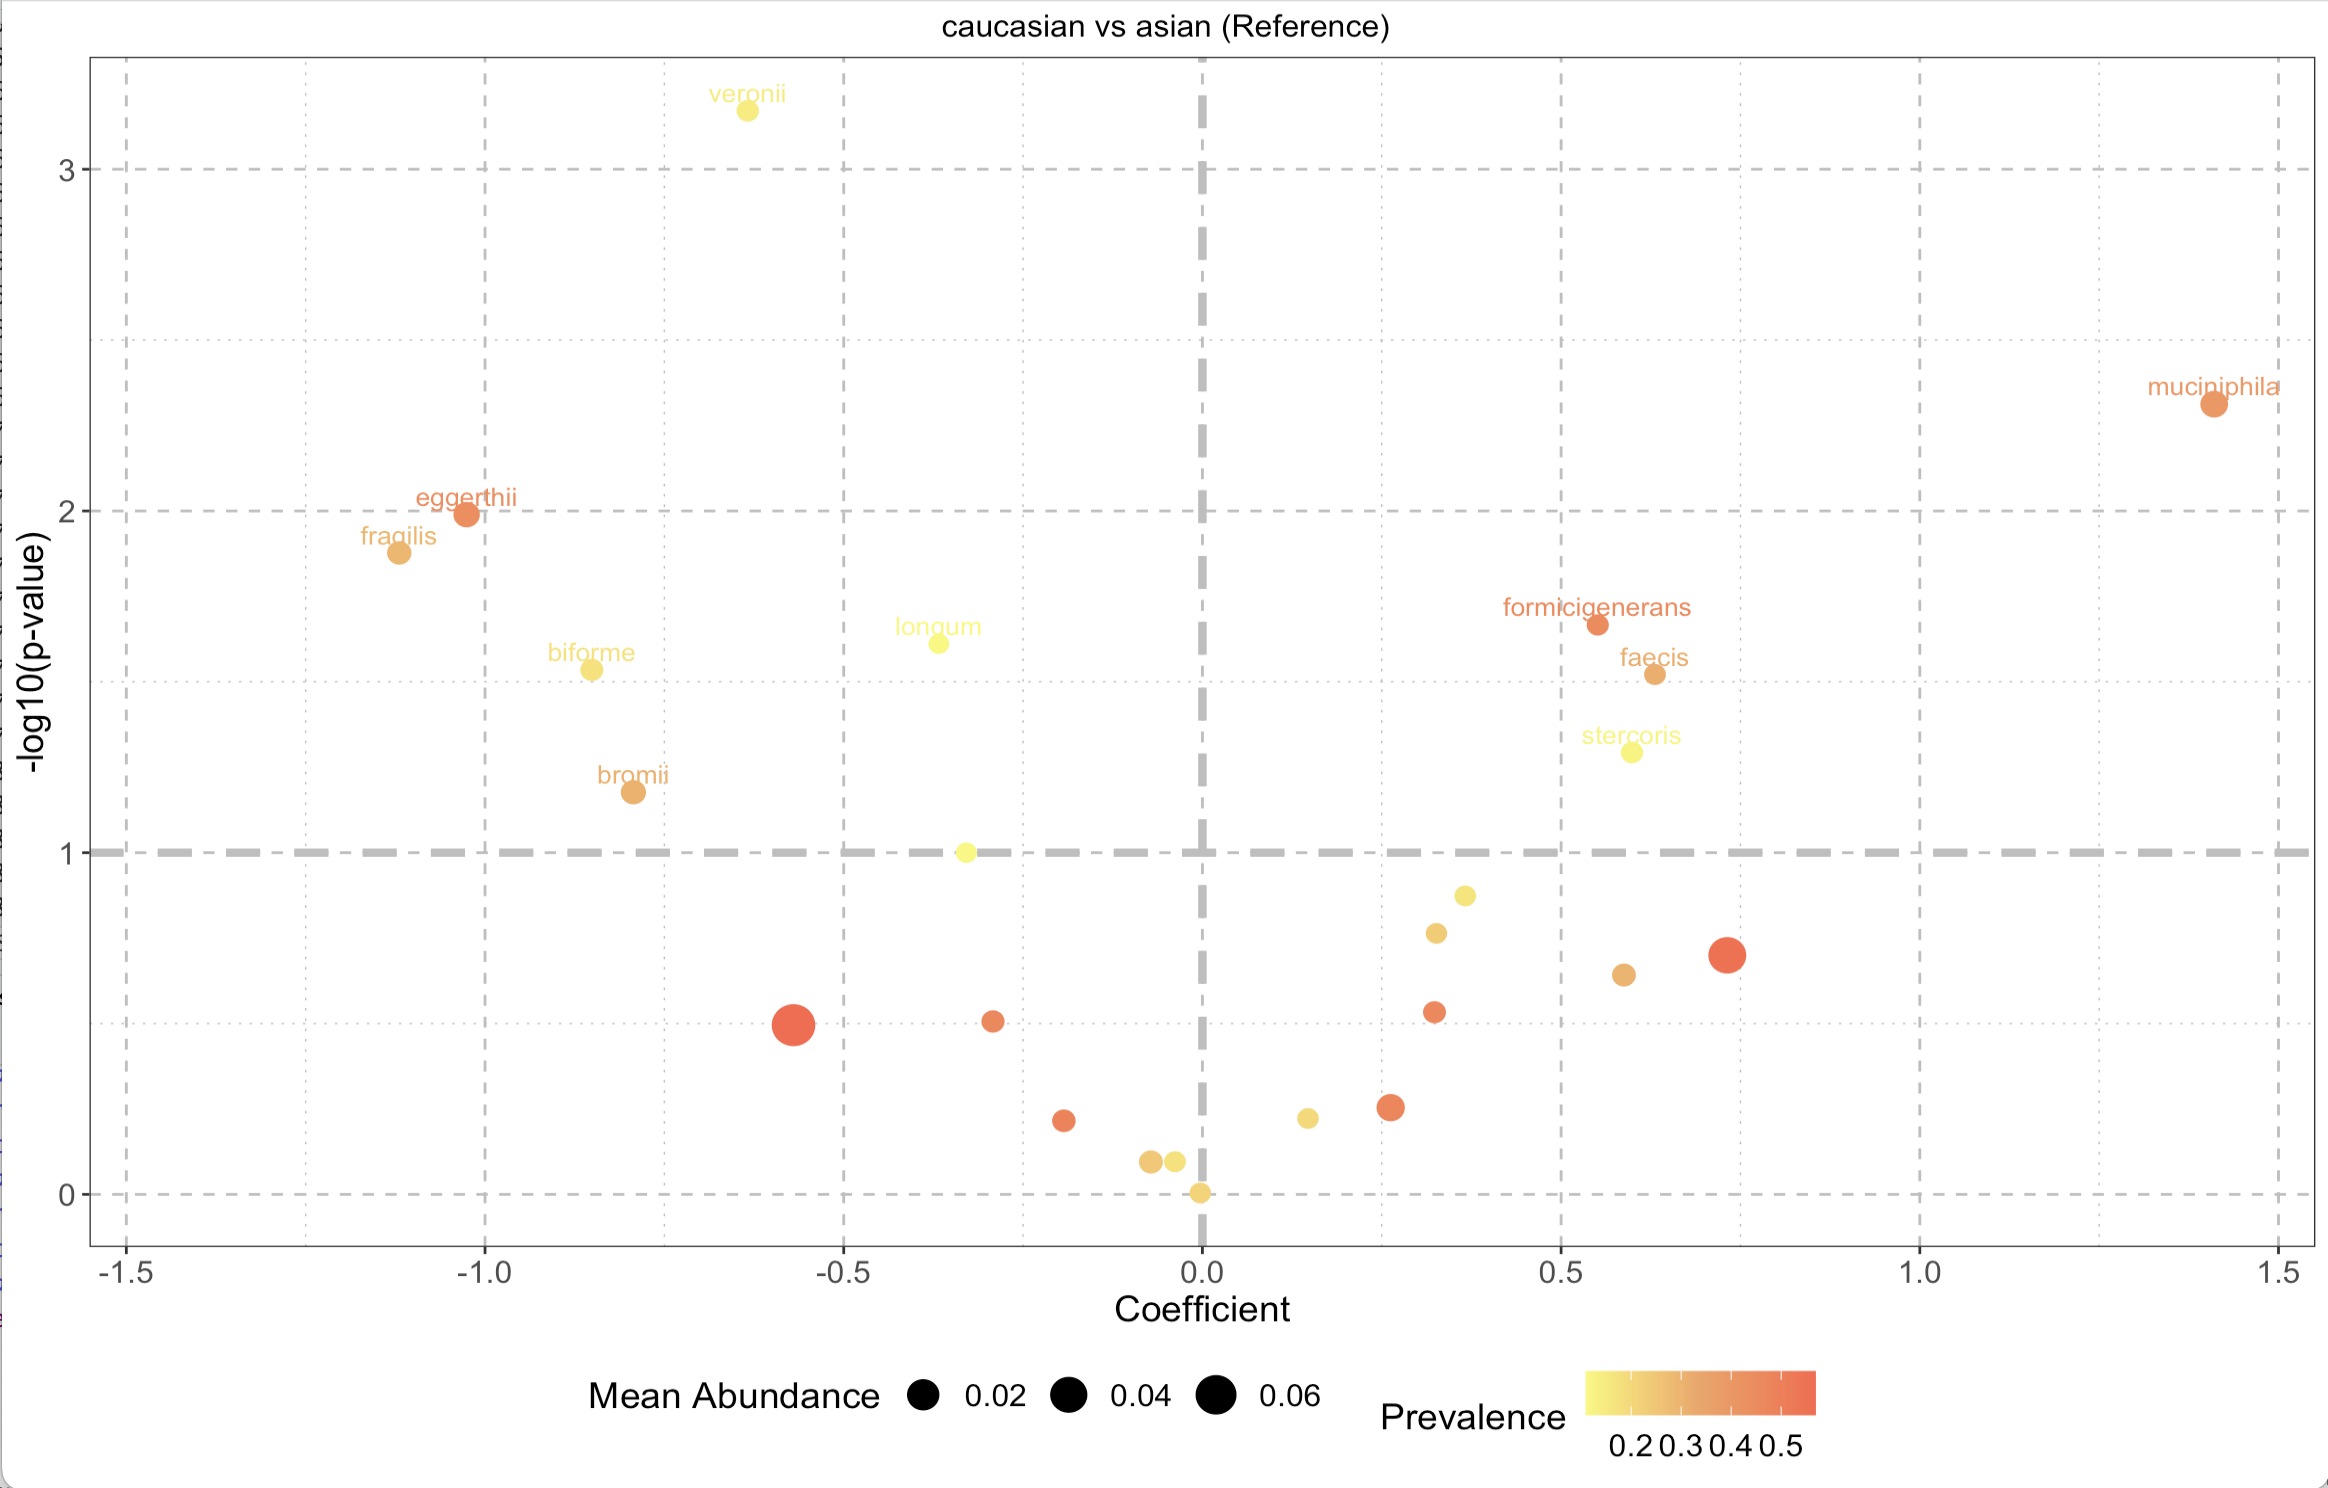 caucasian vs asian (Reference)
veronii
3
muciniphila
eggerthii
2
fragilis
formicigenerans
longum
biforme
faecis
stercoris
bromii
1
0
-log10(p-value)
-1.5 -1.0 -0.5 0.0 0.5 1.0 1.5
Coefficient
Mean Abundance 0.02 0.04 0.06
Prevalence
0.2 0.3 0.4 0.5